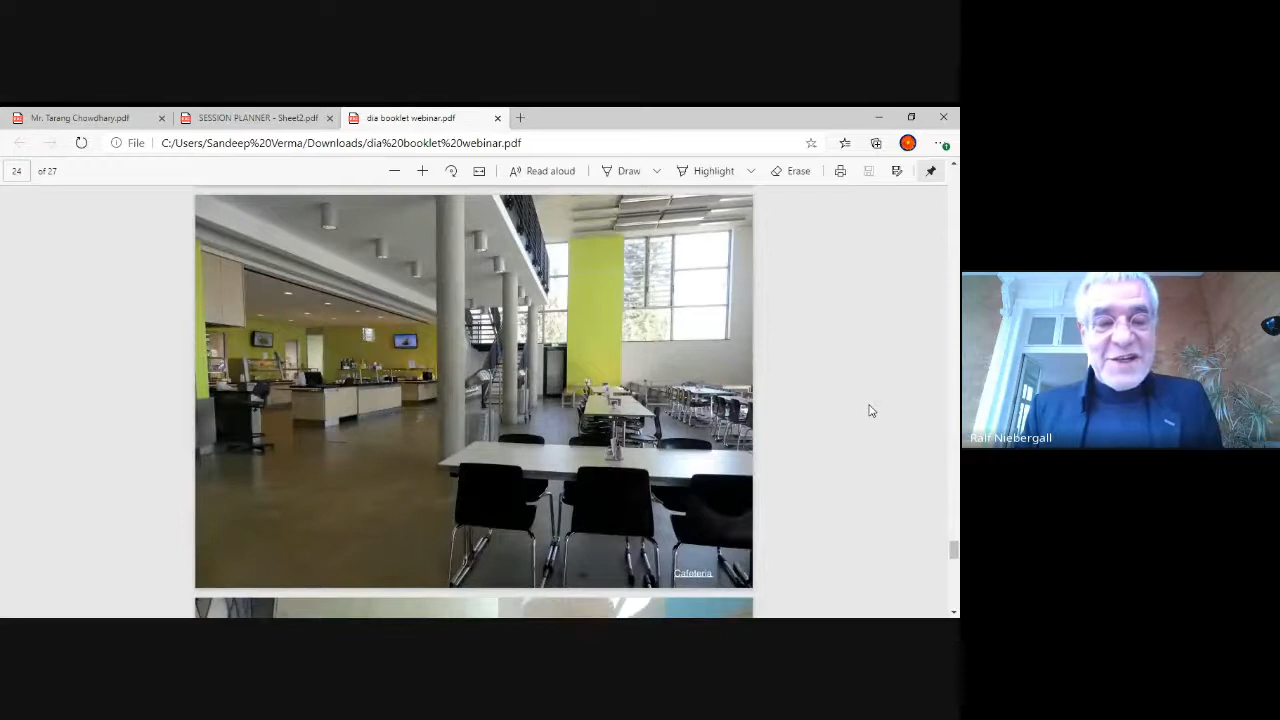 Mr. Tarang Chowdhary.pdf
SESSION PLANNER - Sheet2.pdf
dia booklet webinar.pdf
File
C:/Users/Sandeep%20Verma/Downloads/dia%20booklet%20webinar.pdf
24 of 27
Read aloud
Draw
Highlight
Erase
Cafeteria
Ralf Niebergall